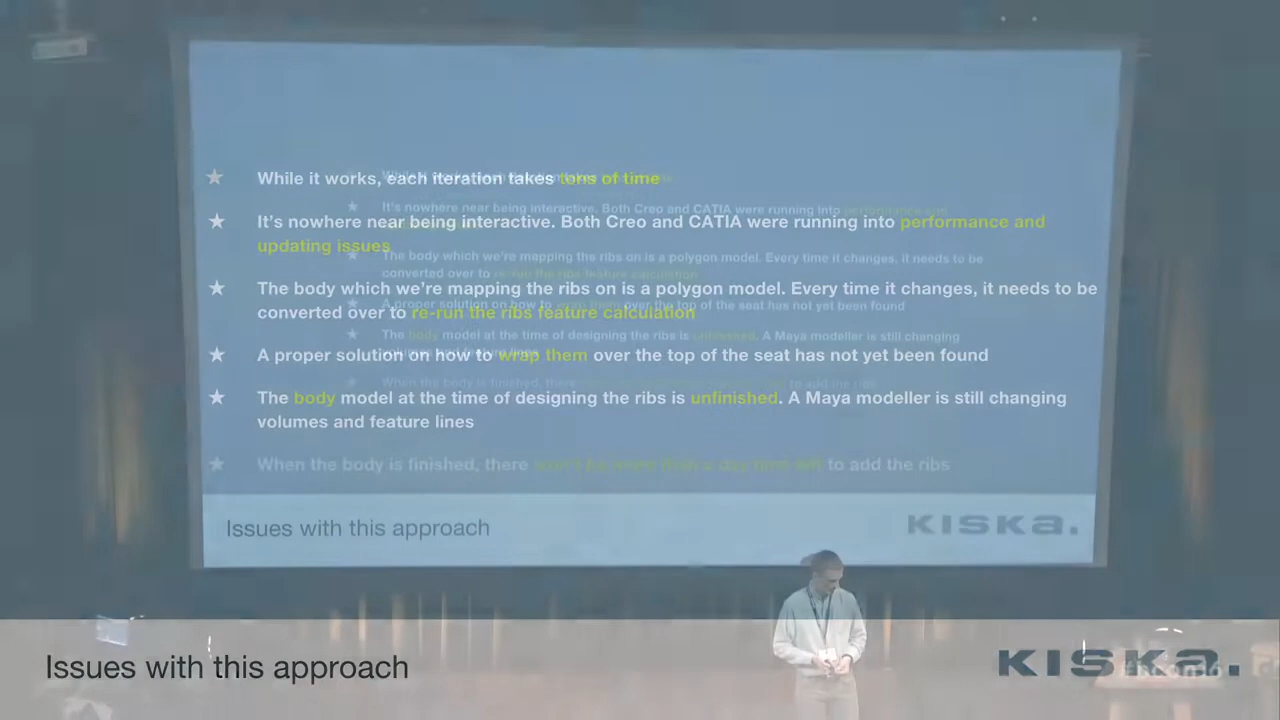 While it works, each iteration takes tons of time
It's nowhere near being interactive. Both Creo and CATIA were running into performance and
updating issues
The body which we're mapping the ribs on is a polygon model. Every time it changes, it needs to be
converted over to re-run the ribs feature calculation
A proper solution on how to wrap them over the top of the seat has not yet been found
The body model at the time of designing the ribs is unfinished. A Maya modeller is still changing
volumes and feature lines
When the body is finished, there to add the ribs
Issues with this approach
KISKA.
Issues with this approach
KISKA.